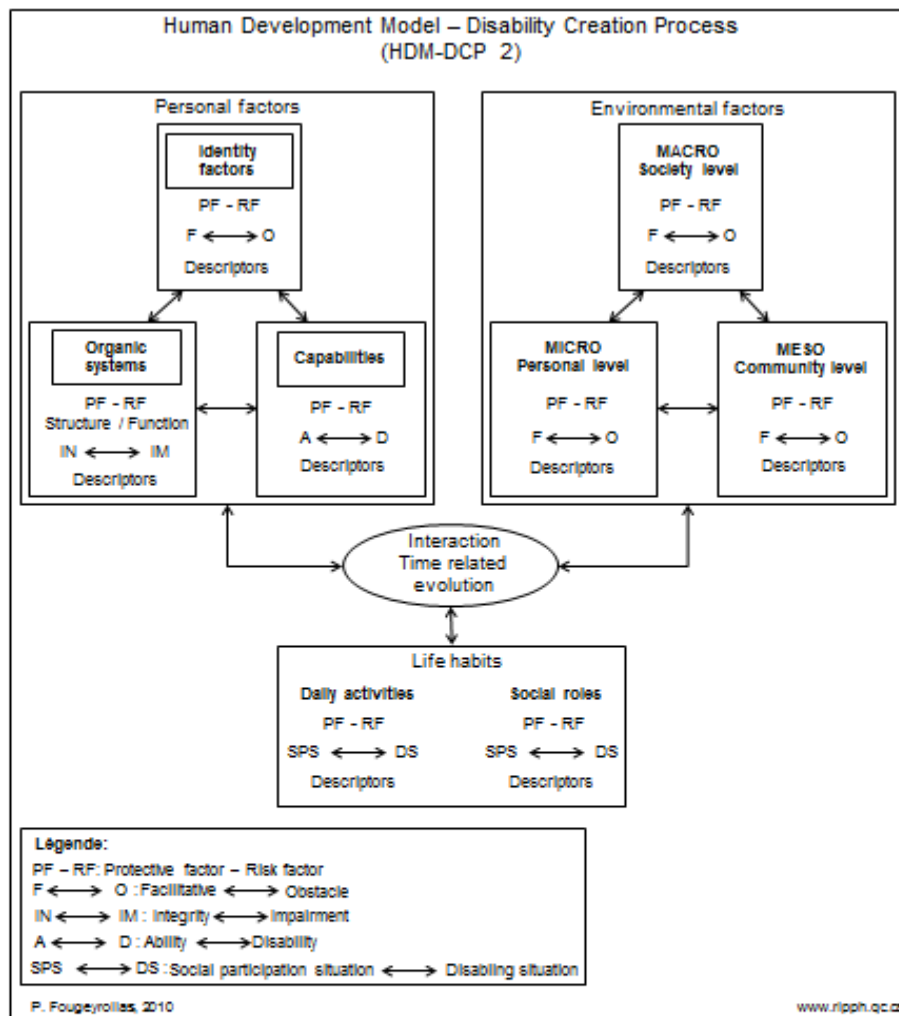 Human Development Model – Disability Creation Process
(HDM-DCP 2)
Personal factors
Identity
factors
PF - RF
F O
Descriptors
Organic
systems
PF - RF
Structure / Function
IN IM
Descriptors
Capabilities
PF - RF
A D
Descriptors
Environmental factors
MACRO
Society level
PF - RF
F O
Descriptors
MICRO
Personal level
PF - RF
F O
Descriptors
MESO
Community level
PF - RF
F O
Descriptors
Interaction
Time related
evolution
Life habits
Daily activities
PF - RF
SPS DS
Descriptors
Social roles
PF - RF
SPS DS
Descriptors
Légende:
PF – RF: Protective factor – Risk factor
F O : Facilitative Obstacle
IN IM : Integrity Impairment
A D : Ability Disability
SPS DS : Social participation situation Disabling situation
P. Fougeyrollas, 2010
www.ripph.qc.c